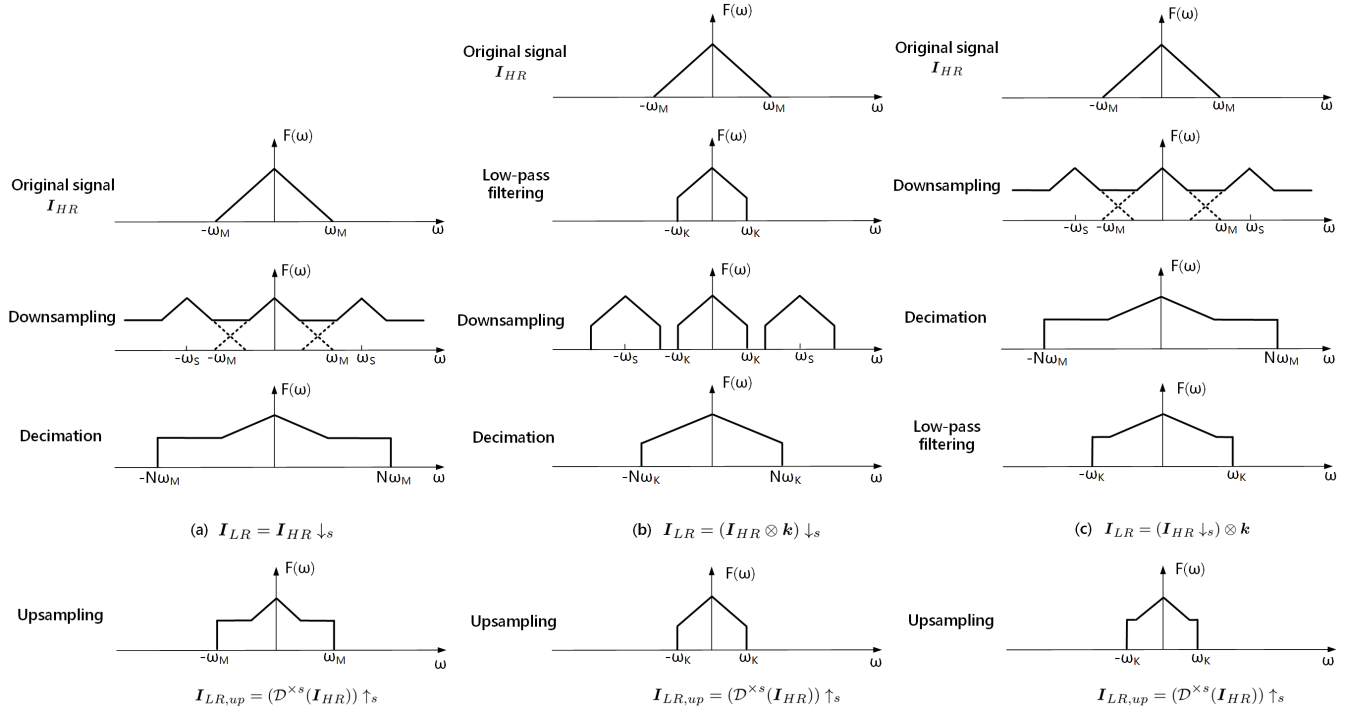 F(ω)
Original signal
I_HR
-ω_M
ω_M
ω
Downsampling
F(ω)
-ω_S
-ω_M
ω_M
ω_S
ω
Decimation
F(ω)
-Nω_M
Nω_M
ω
(a) I_LR = I_HR ↓_s
Upsampling
F(ω)
-ω_M
ω_M
ω
I_LR,up = (𝒟^×s(I_HR)) ↑_s
F(ω)
Original signal
I_HR
-ω_M
ω_M
ω
Low-pass
filtering
-ω_K
ω_K
ω
Downsampling
-ω_S
-ω_K
ω_K
ω_S
ω
Decimation
-Nω_K
Nω_K
ω
(b) I_LR = (I_HR ⊗ k) ↓_s
Upsampling
F(ω)
-ω_K
ω_K
ω
I_LR,up = (𝒟^×s(I_HR)) ↑_s
F(ω)
Original signal
I_HR
-ω_M
ω_M
ω
Downsampling
F(ω)
-ω_S
-ω_M
ω_M
ω_S
ω
Decimation
F(ω)
-Nω_M
Nω_M
ω
Low-pass
filtering
F(ω)
-ω_K
ω_K
ω
(c) I_LR = (I_HR ↓_s) ⊗ k
Upsampling
F(ω)
-ω_K
ω_K
ω
I_LR,up = (𝒟^×s(I_HR)) ↑_s